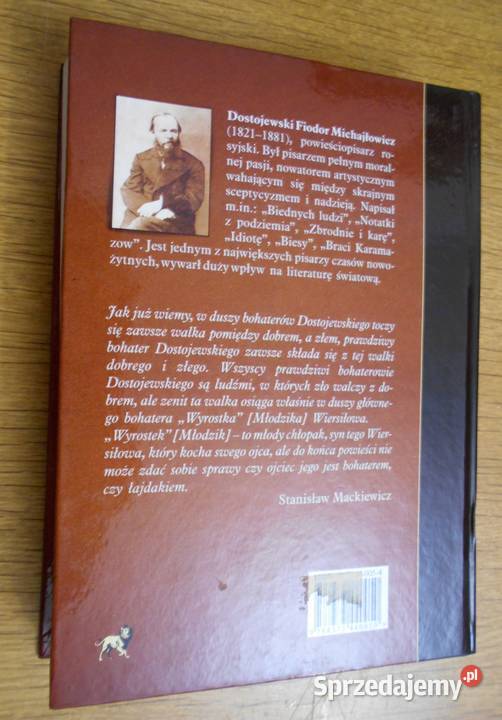 Dostojewski Fiodor Michajłowicz
(1821–1881), powieściopisarz ro-
syjski. Był pisarzem pełnym moral-
nej pasji, nowatorem artystycznym
wahającym się między skrajnym
sceptycyzmem i nadzieją. Napisał
m.in.: „Biednych ludzi”, „Notatki
z podziemia”, „Zbrodnie i karę”,
„Idiotę”, „Biesy”, „Braci Karama-
zow”. Jest jednym z największych pisarzy czasów nowo-
żytnych, wywarł duży wpływ na literaturę światową.
Jak już wiemy, w duszy bohaterów Dostojewskiego toczy
się zawsze walka pomiędzy dobrem, a złem, prawdziwy
bohater Dostojewskiego zawsze składa się z tej walki
dobrego i złego. Wszyscy prawdziwi bohaterowie
Dostojewskiego są ludźmi, w których zło walczy z do-
brem, ale zenit ta walka osiąga właśnie w duszy główne-
go bohatera „Wyrostka” [Młodzika] Wiersiłowa.
„Wyrostek” [Młodzik] – to młody chłopak, syn tego Wier-
siłowa, który kocha swego ojca, ale do końca powieści nie
może zdać sobie sprawy czy ojciec jego jest bohaterem,
czy łajdakiem.
Stanisław Mackiewicz
Sprzedajemy.pl